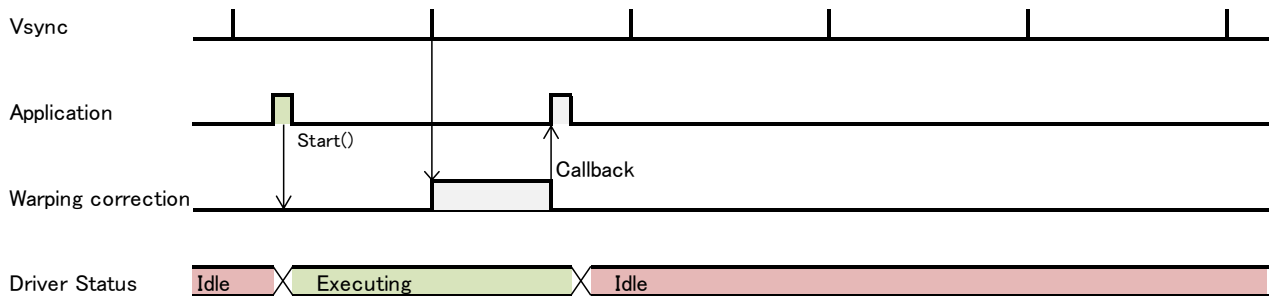 Vsync
Application
Start()
Callback
Warping correction
Driver Status
Idle
Executing
Idle